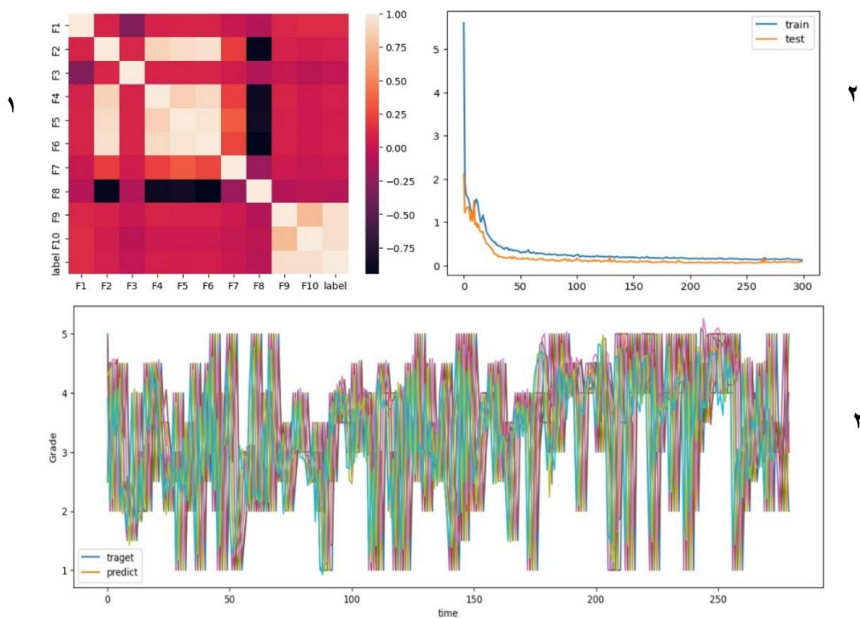 1.00
0.75
0.50
0.25
0.00
−0.25
−0.50
−0.75
F1
F2
F3
F4
F5
F6
F7
F8
F9
label F10
F1 F2 F3 F4 F5 F6 F7 F8 F9 F10 label
۲
train
test
5
4
3
2
1
0
0 50 100 150 200 250 300
5
4
3
2
1
Grade
traget
predict
0 50 100 150 200 250
time